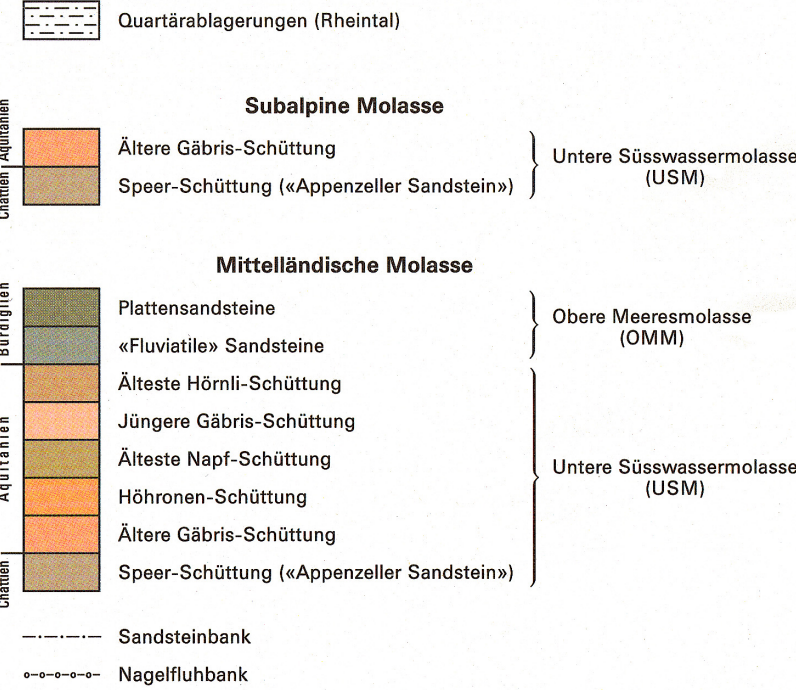 Quartärablagerungen (Rheintal)
Subalpine Molasse
Aquitanien
Ältere Gäbris-Schüttung
Chattien
Speer-Schüttung («Appenzeller Sandstein»)
Untere Süsswassermolasse
(USM)
Mittelländische Molasse
Burdiglien
Plattensandsteine
«Fluviatile» Sandsteine
Obere Meeresmolasse
(OMM)
Aquitanien
Älteste Hörnli-Schüttung
Jüngere Gäbris-Schüttung
Älteste Napf-Schüttung
Höhronen-Schüttung
Ältere Gäbris-Schüttung
Untere Süsswassermolasse
(USM)
Chattien
Speer-Schüttung («Appenzeller Sandstein»)
Sandsteinbank
Nagelfluhbank